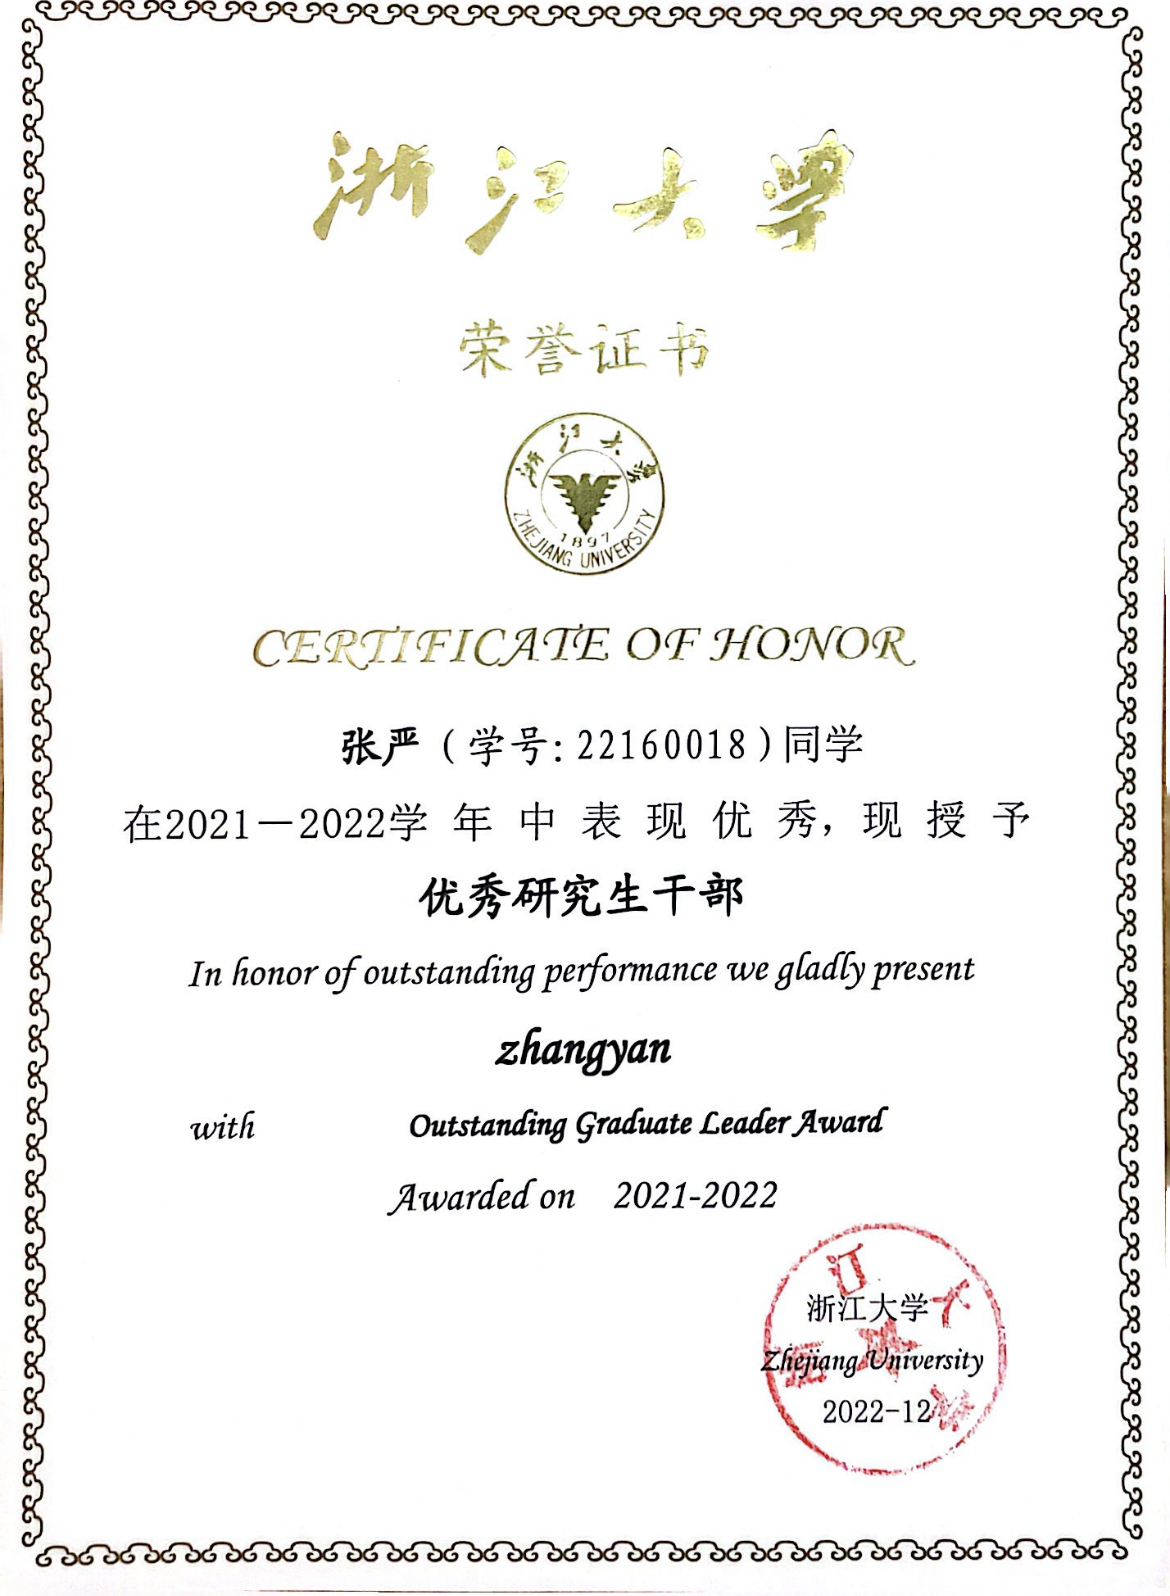 浙江大学
荣誉证书
浙江大学
1897
ZHEJIANG UNIVERSITY
CERTIFICATE OF HONOR
张严（学号: 22160018）同学
在2021－2022学年中表现优秀，现授予
优秀研究生干部
In honor of outstanding performance we gladly present
zhangyan
with Outstanding Graduate Leader Award
Awarded on 2021-2022
浙江大学
Zhejiang University
2022-12